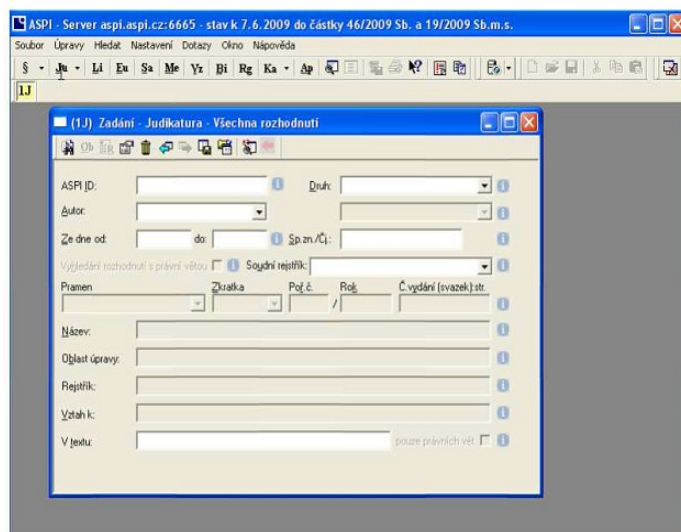 ASPI - Server aspi.aspi.cz:6665 - stav k 7.6.2009 do částky 46/2009 Sb. a 19/2009 Sb.m.s.
Soubor Úpravy Hledat Nastavení Dotazy Okno Nápověda
§ Ju Li Eu Sa Me Vz Bi Rg Ka Ap
1J
(1J) Zadání - Judikatura - Všechna rozhodnutí
ASPI ID: Druh:
Autor:
Ze dne od: do: Sp.zn./Čj.:
Vyhledání rozhodnutí s právní větou Soudní rejstřík:
Pramen Zkratka Poř.č. Rok Č.vydání (svazek):str.
/
Název:
Oblast úpravy:
Rejstřík:
Vztah k:
V textu: pouze právních vět